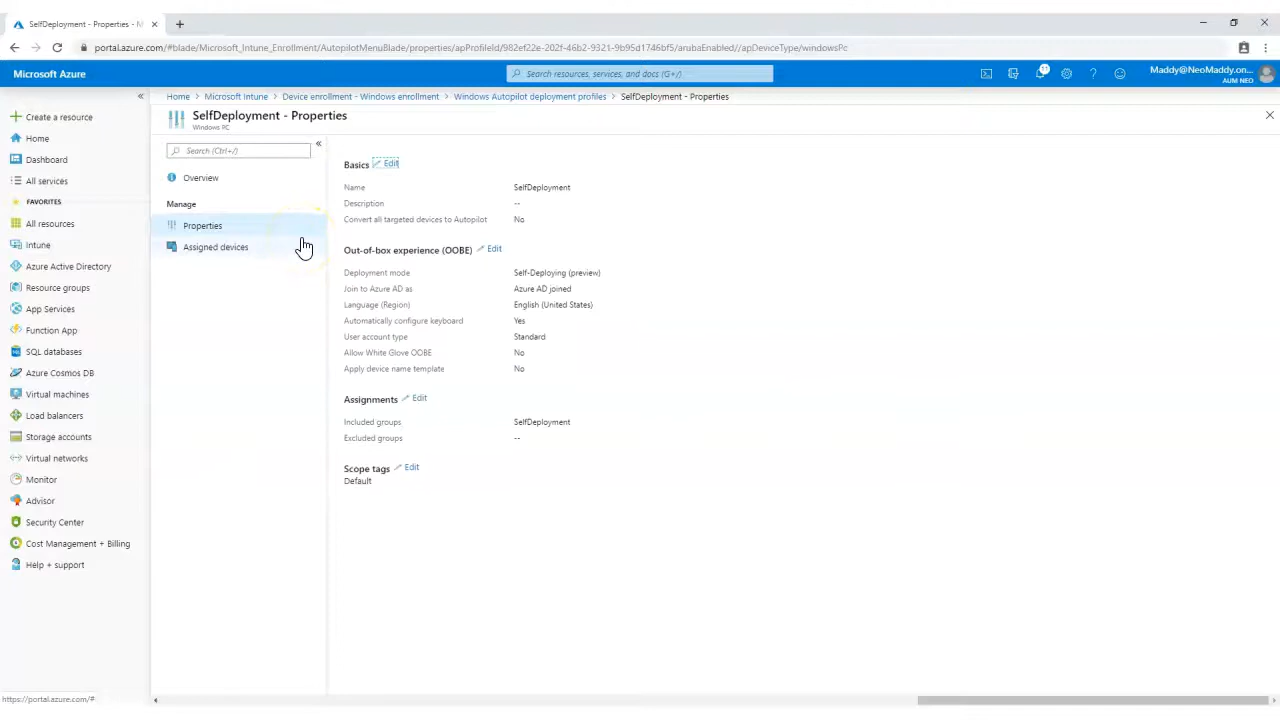 SelfDeployment - Properties - M
portal.azure.com/#blade/Microsoft_Intune_Enrollment/AutopilotMenuBlade/properties/apProfileId/982ef22e-202f-46b2-9321-9b95d1746bf5/arubaEnabled//apDeviceType/windowsPc
Microsoft Azure
Search resources, services, and docs (G+/)
Maddy@NeoMaddy.on...
AUM NEO
Home > Microsoft Intune > Device enrollment - Windows enrollment > Windows Autopilot deployment profiles > SelfDeployment - Properties
SelfDeployment - Properties
Windows PC
Create a resource
Home
Dashboard
All services
FAVORITES
All resources
Intune
Azure Active Directory
Resource groups
App Services
Function App
SQL databases
Azure Cosmos DB
Virtual machines
Load balancers
Storage accounts
Virtual networks
Monitor
Advisor
Security Center
Cost Management + Billing
Help + support
Search (Ctrl+/)
Overview
Manage
Properties
Assigned devices
Basics Edit
Name SelfDeployment
Description --
Convert all targeted devices to Autopilot No
Out-of-box experience (OOBE) Edit
Deployment mode Self-Deploying (preview)
Join to Azure AD as Azure AD joined
Language (Region) English (United States)
Automatically configure keyboard Yes
User account type Standard
Allow White Glove OOBE No
Apply device name template No
Assignments Edit
Included groups SelfDeployment
Excluded groups --
Scope tags Edit
Default
https://portal.azure.com/#